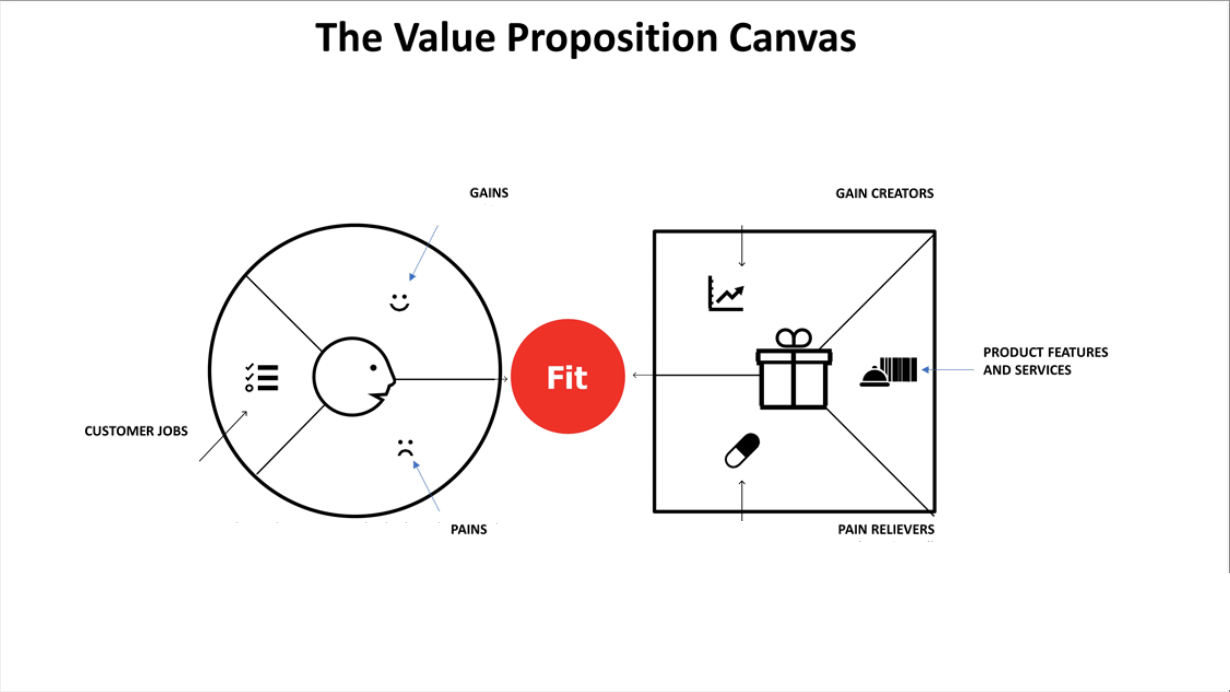 The Value Proposition Canvas
GAINS
GAIN CREATORS
Fit
PRODUCT FEATURES
AND SERVICES
CUSTOMER JOBS
PAINS
PAIN RELIEVERS